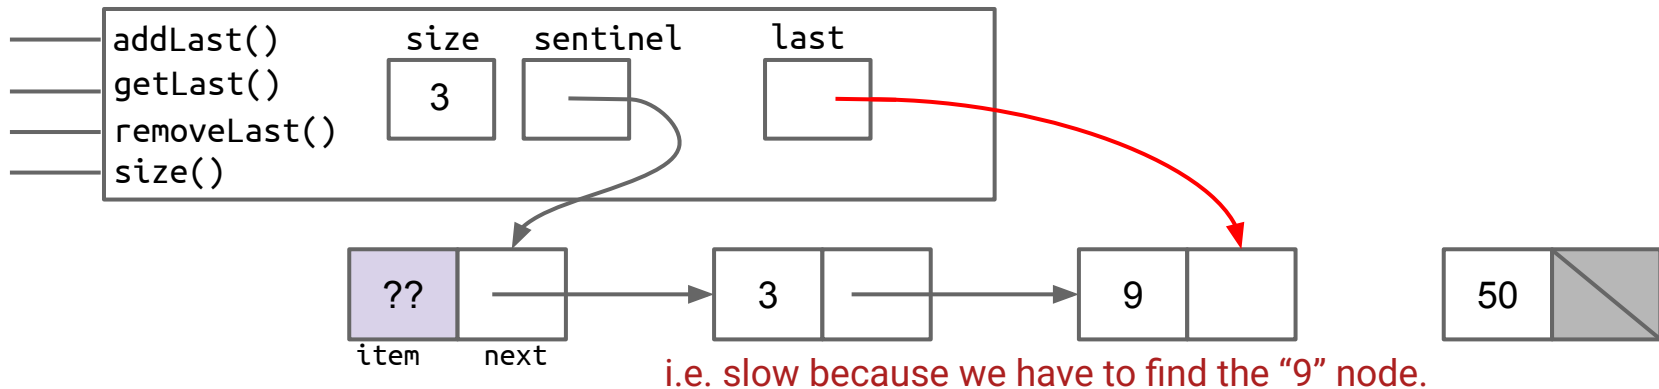 addLast() size sentinel last
getLast()
3
removeLast()
size()
?? 3 9 50
item next
i.e. slow because we have to find the “9” node.